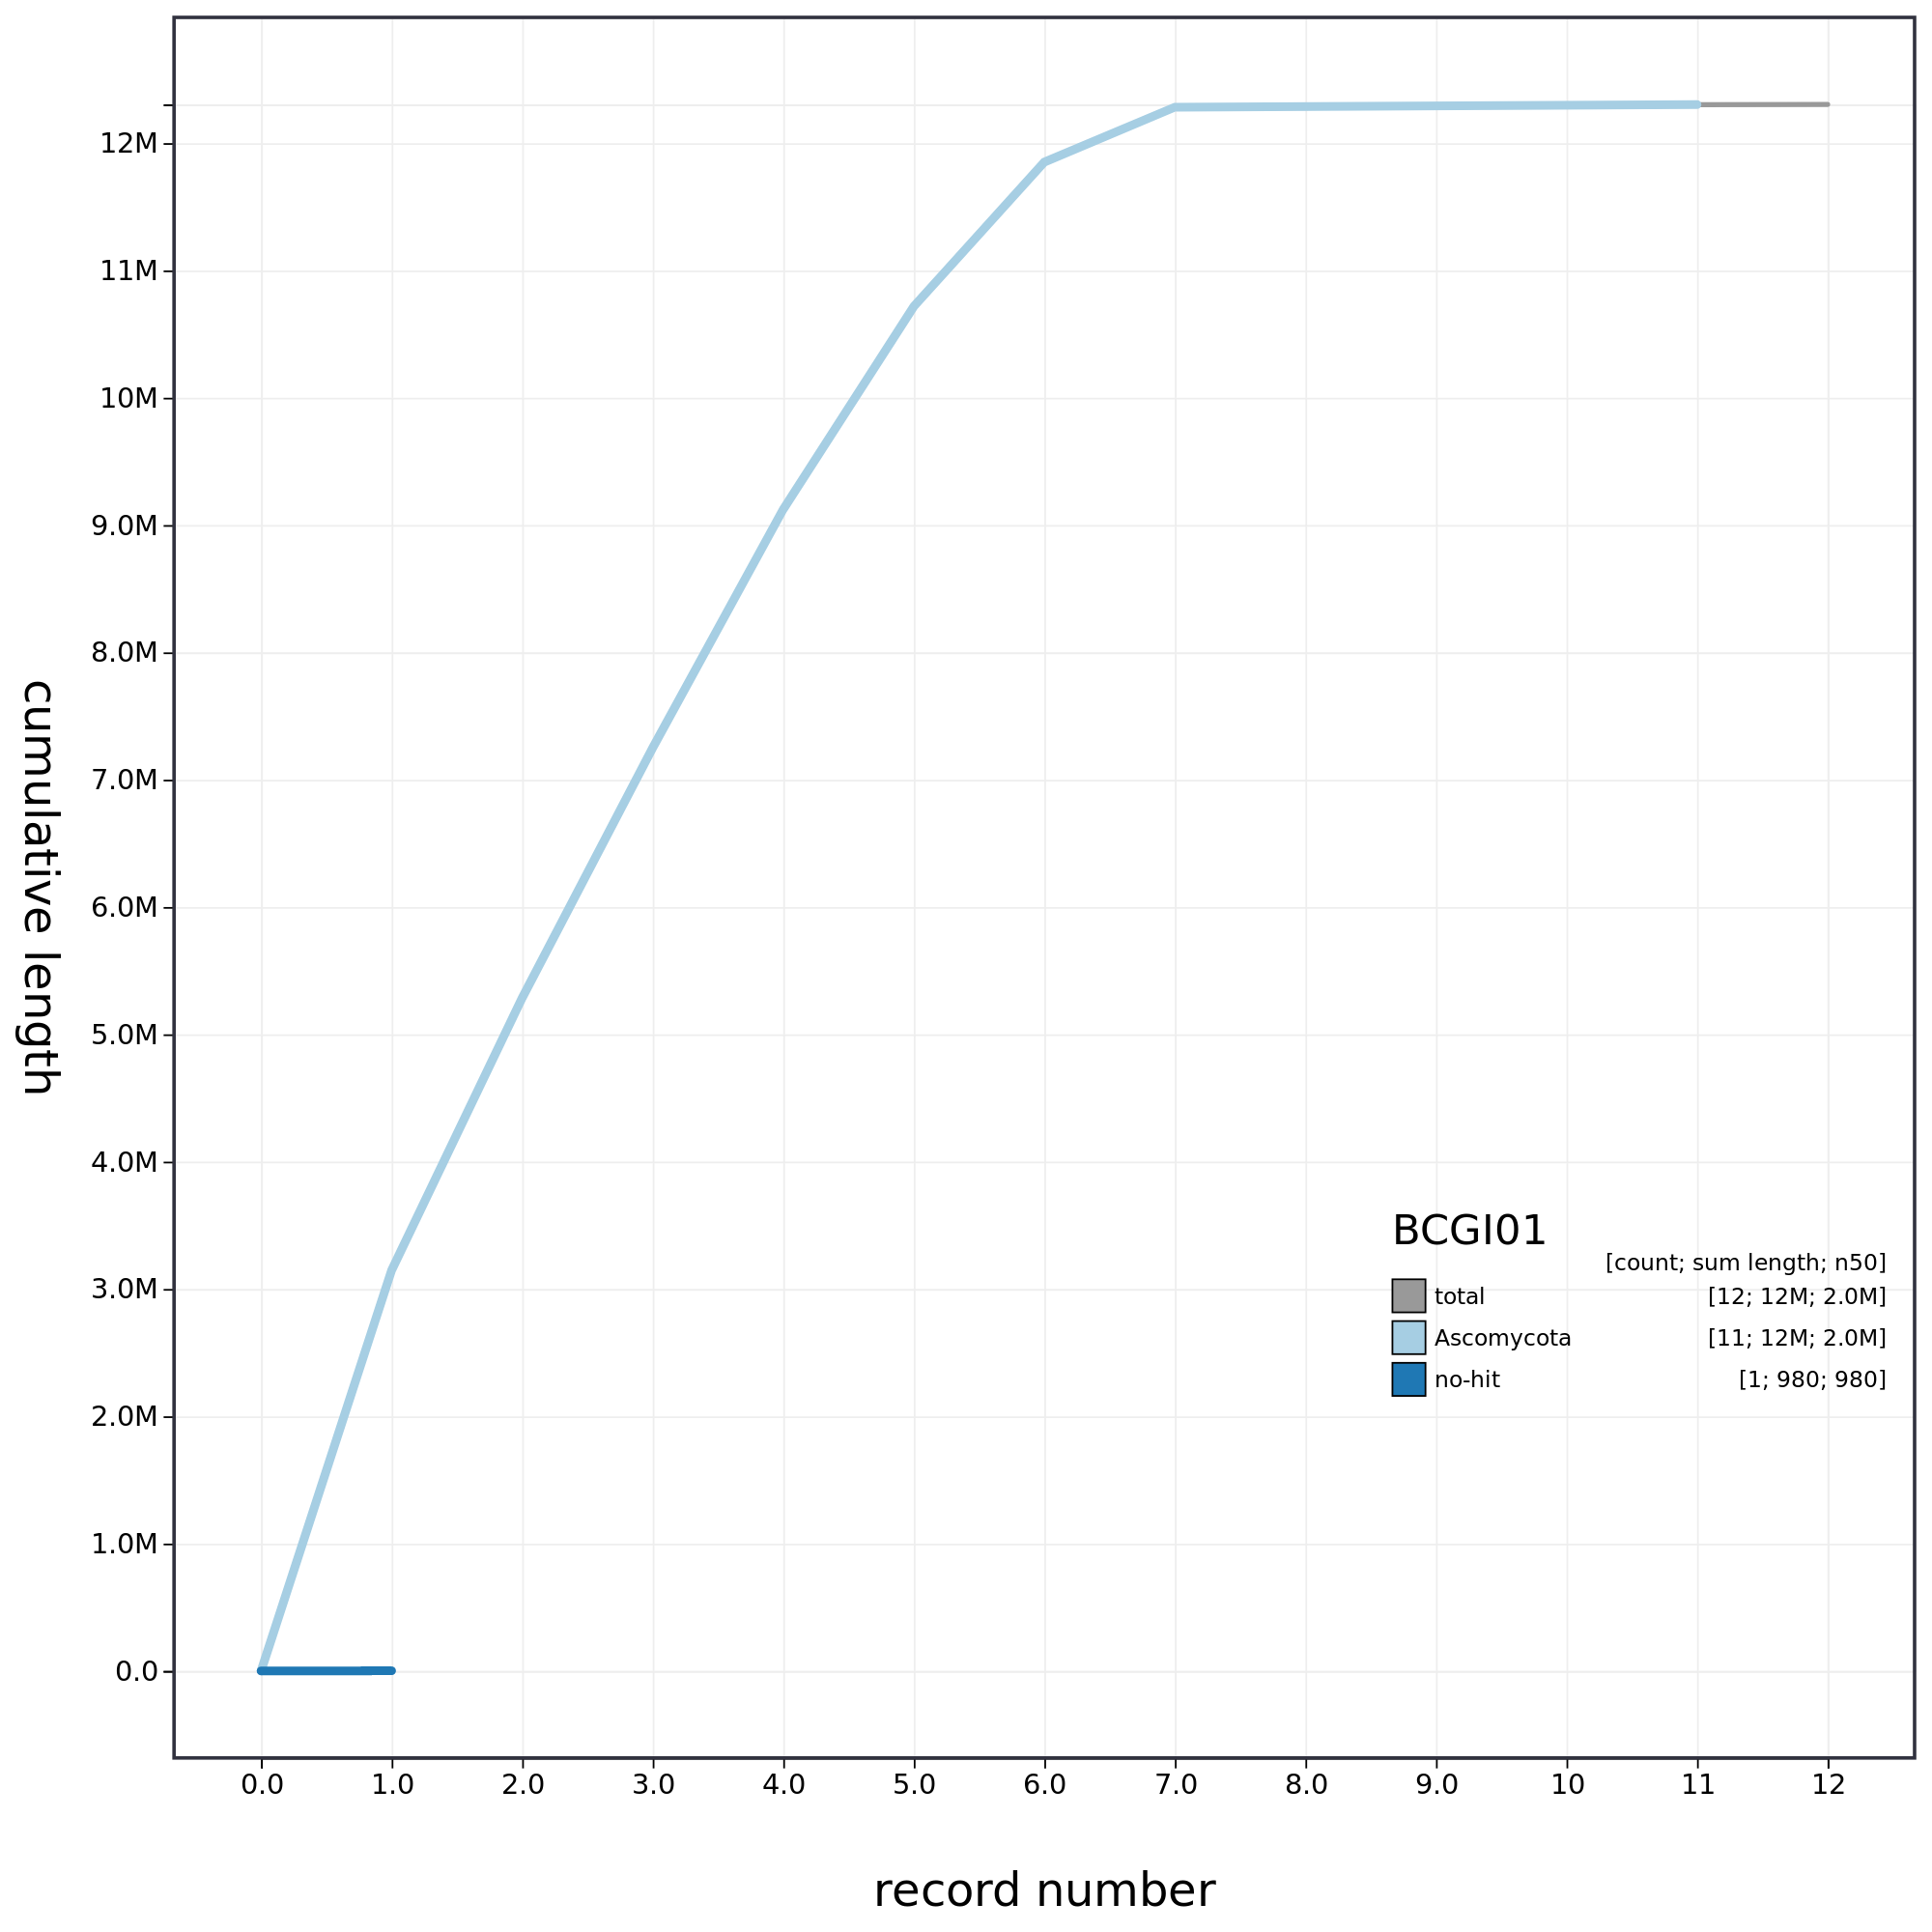 12M
11M
10M
9.0M
8.0M
7.0M
6.0M
5.0M
4.0M
3.0M
2.0M
1.0M
0.0
cumulative length
BCGI01
[count; sum length; n50]
total [12; 12M; 2.0M]
Ascomycota [11; 12M; 2.0M]
no-hit [1; 980; 980]
0.0 1.0 2.0 3.0 4.0 5.0 6.0 7.0 8.0 9.0 10 11 12
record number